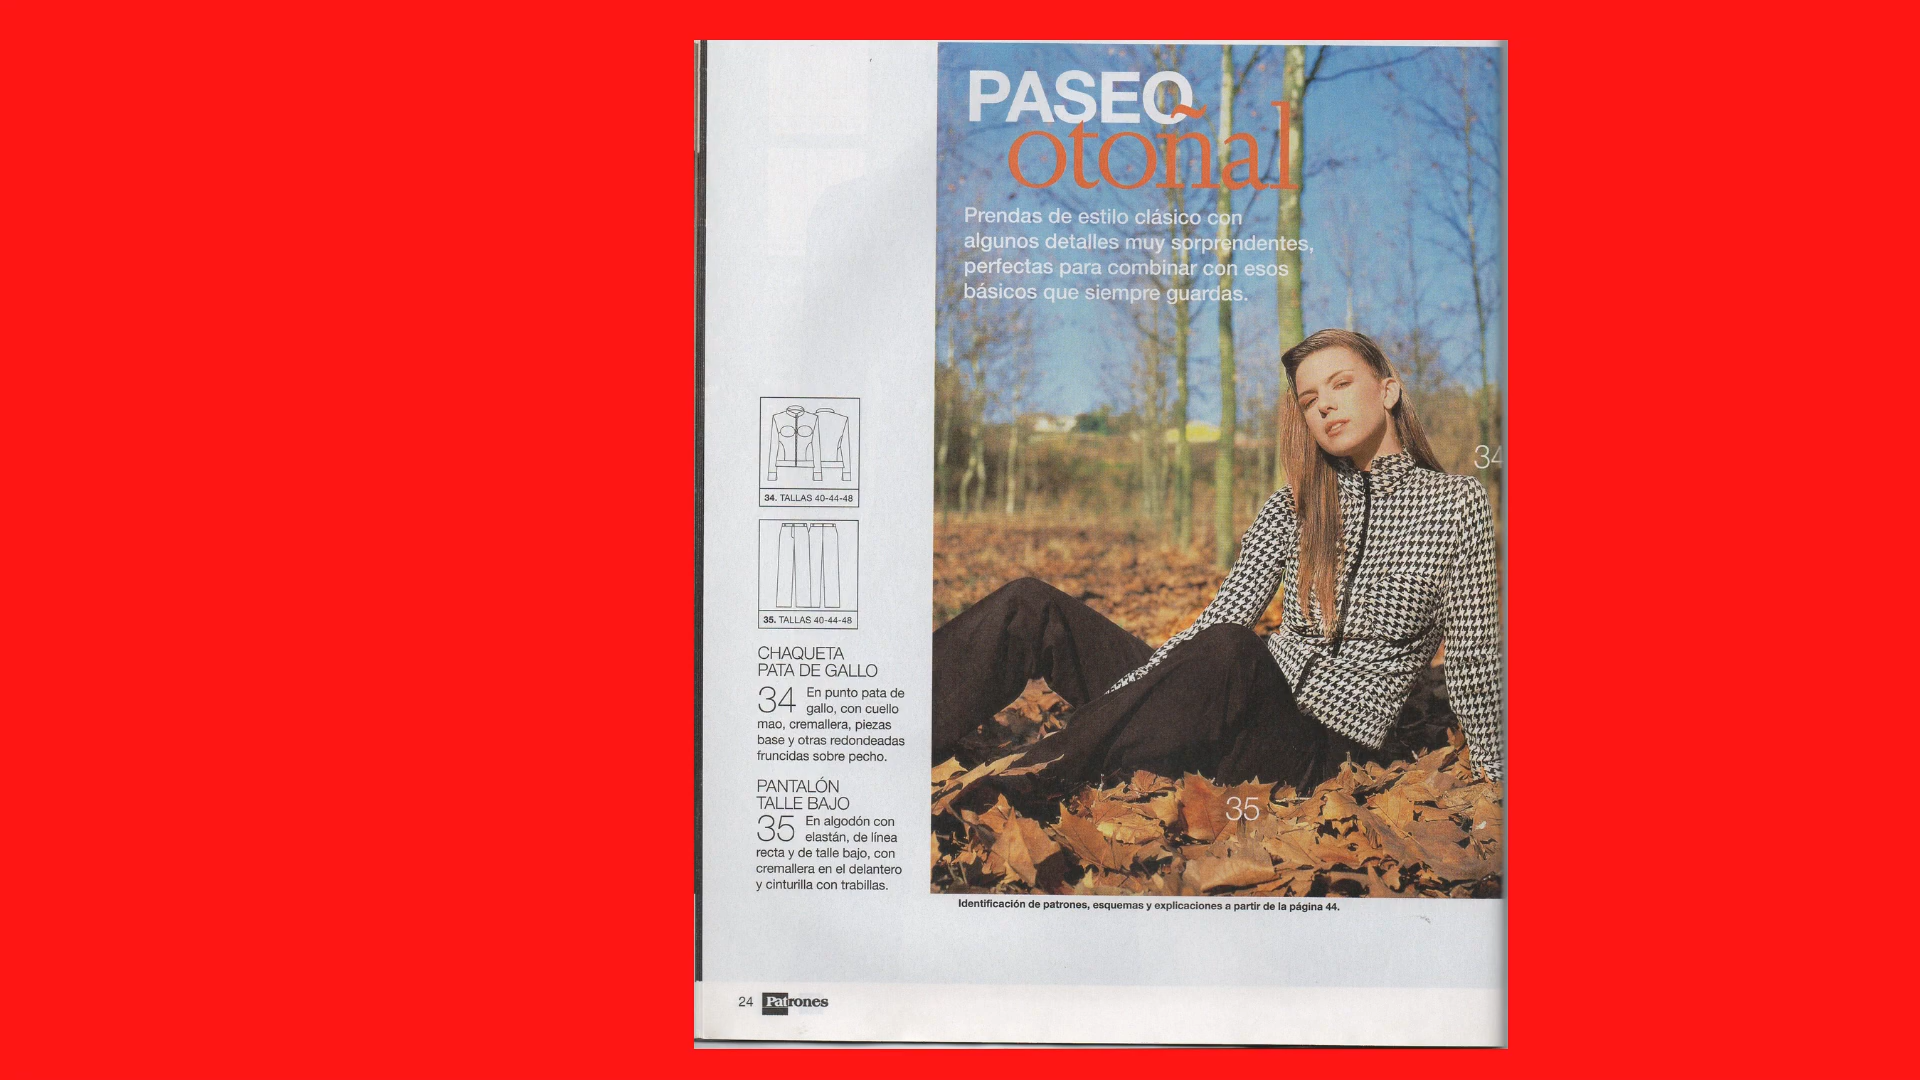 PASEO
otoñal
Prendas de estilo clásico con
algunos detalles muy sorprendentes,
perfectas para combinar con esos
básicos que siempre guardas.
34
34. TALLAS 40-44-48
35. TALLAS 40-44-48
CHAQUETA
PATA DE GALLO
34 En punto pata de
gallo, con cuello
mao, cremallera, piezas
base y otras redondeadas
fruncidas sobre pecho.
PANTALÓN
TALLE BAJO
35 En algodón con
elastán, de línea
recta y de talle bajo, con
cremallera en el delantero
y cinturilla con trabillas.
35
Identificación de patrones, esquemas y explicaciones a partir de la página 44.
24 Patrones